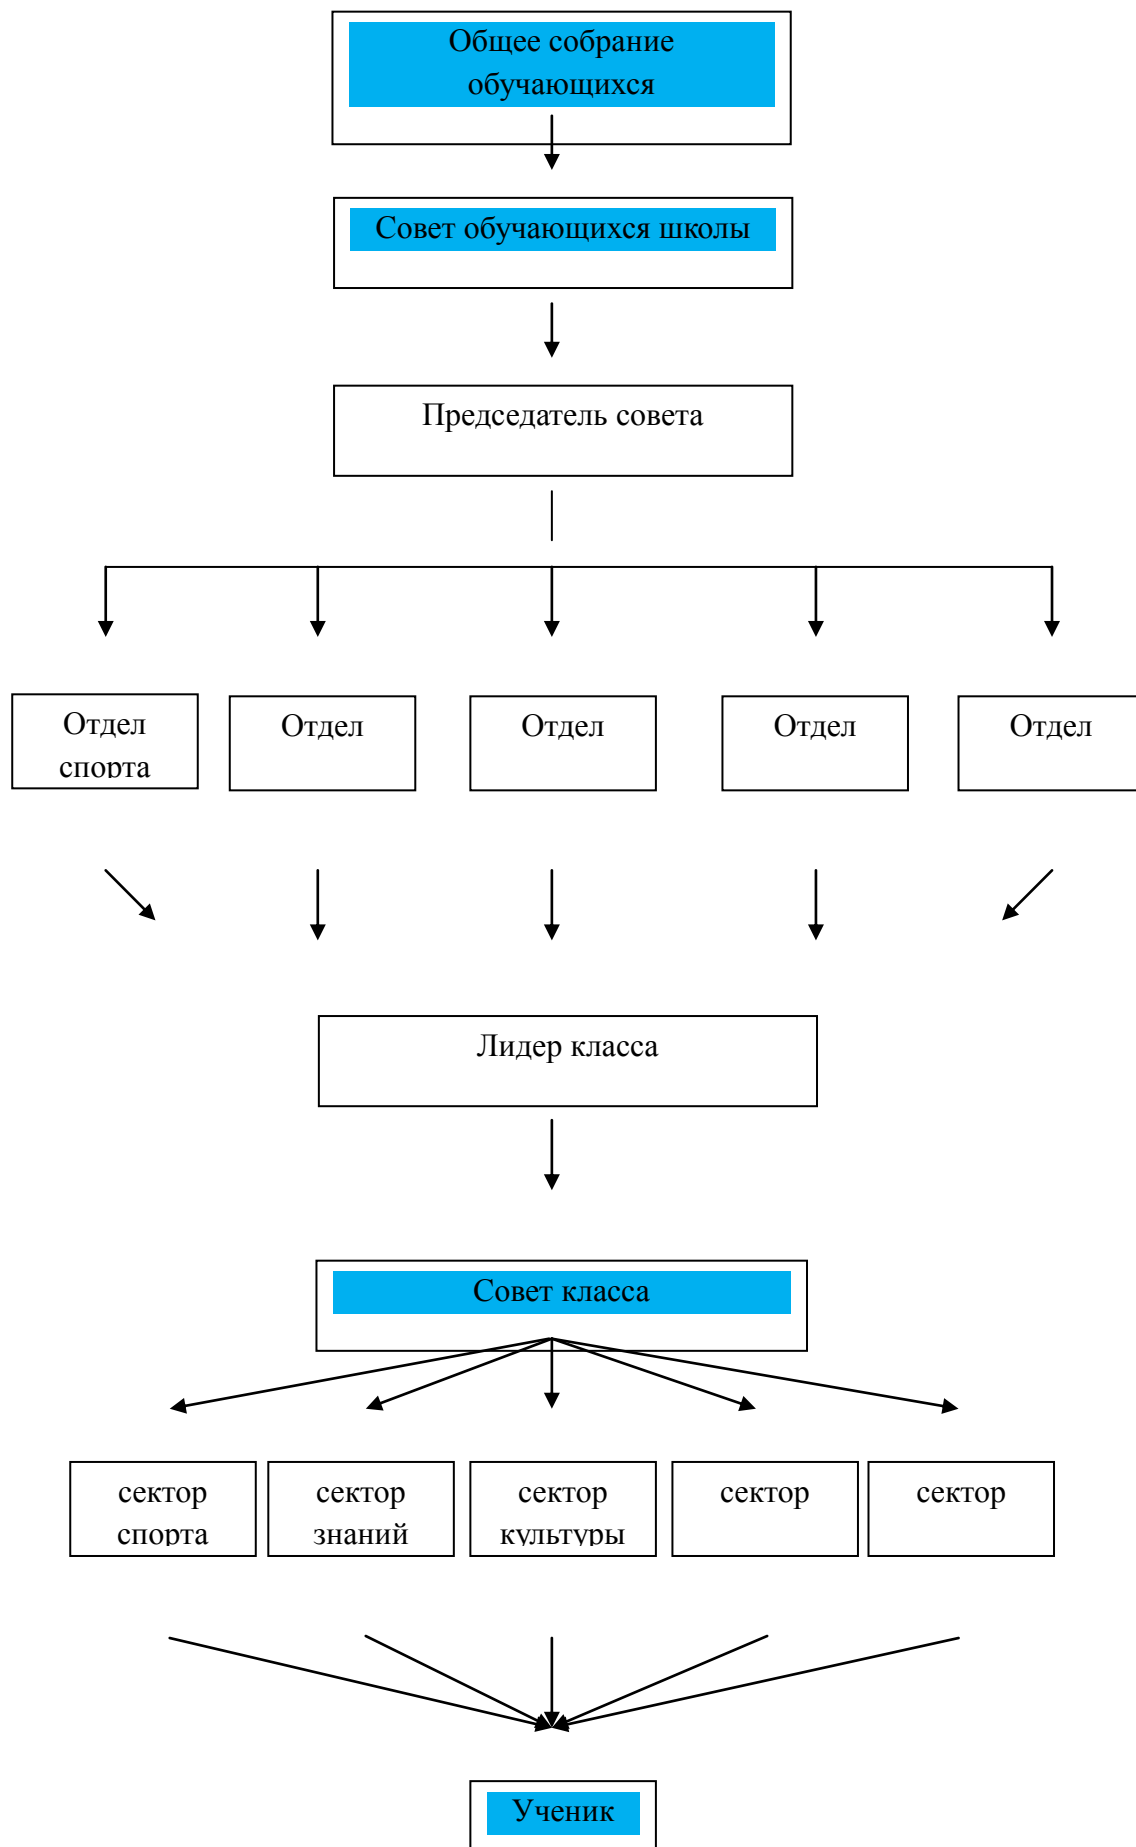 Общее собрание
обучающихся
Совет обучающихся школы
Председатель совета
Отдел
спорта
Отдел
Отдел
Отдел
Отдел
Лидер класса
Совет класса
сектор
спорта
сектор
знаний
сектор
культуры
сектор
сектор
Ученик